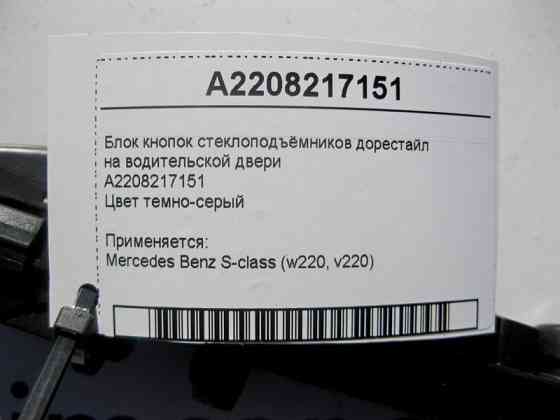 A2208217151
Блок кнопок стеклоподъёмников дорестайл
на водительской двери
A2208217151
Цвет темно-серый
Применяется:
Mercedes Benz S-class (w220, v220)